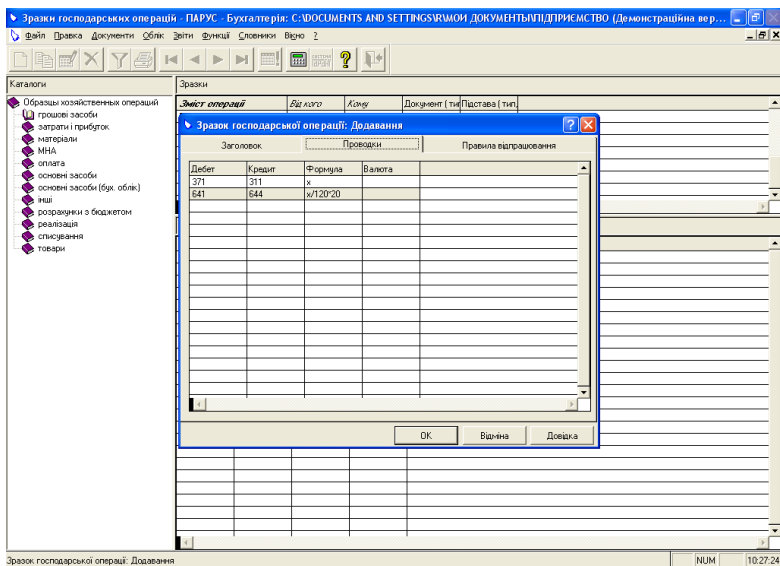 Зразки господарських операцій - ПАРУС - Бухгалтерія: C:\DOCUMENTS AND SETTINGS\R\МОИ ДОКУМЕНТЫ\ПІДПРИЄМСТВО (Демонстраційна вер...
Файл Правка Документи Облік Звіти Функції Словники Вікно ?
Каталоги
Зразки
Образцы хозяйственных операций
грошові засоби
затрати і прибуток
матеріали
МНА
оплата
основні засоби
основні засоби (бух. облік)
інші
розрахунки з бюджетом
реалізація
списування
товари
Зміст операції Від кого Кому Документ ( ти Підстава ( тип,
Зразок господарської операції: Додавання
Заголовок Проводки Правила відпрацювання
Дебет Кредит Формула Валюта
371 311 x
641 644 x/120*20
OK Відміна Довідка
Зразок господарської операції: Додавання NUM 10:27:24